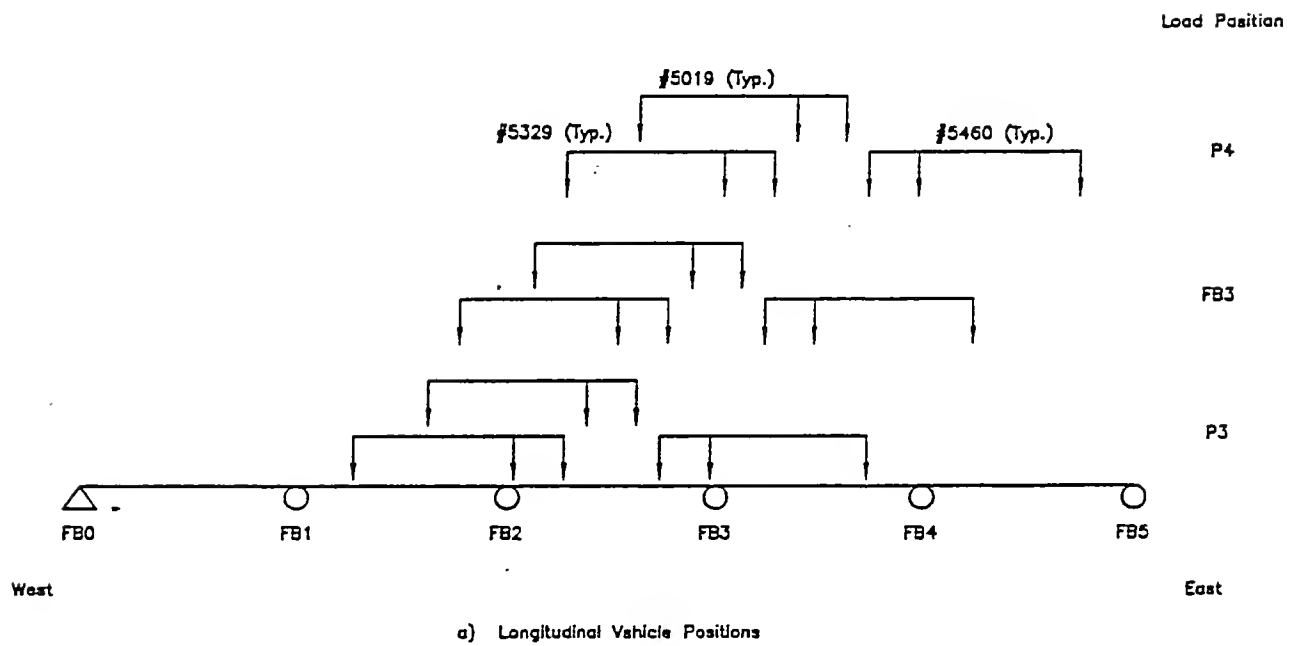 Load Position
#5019 (Typ.)
#5329 (Typ.)
#5460 (Typ.)
P4
FB3
P3
FB0
FB1
FB2
FB3
FB4
FB5
West
East
a) Longitudinal Vehicle Positions